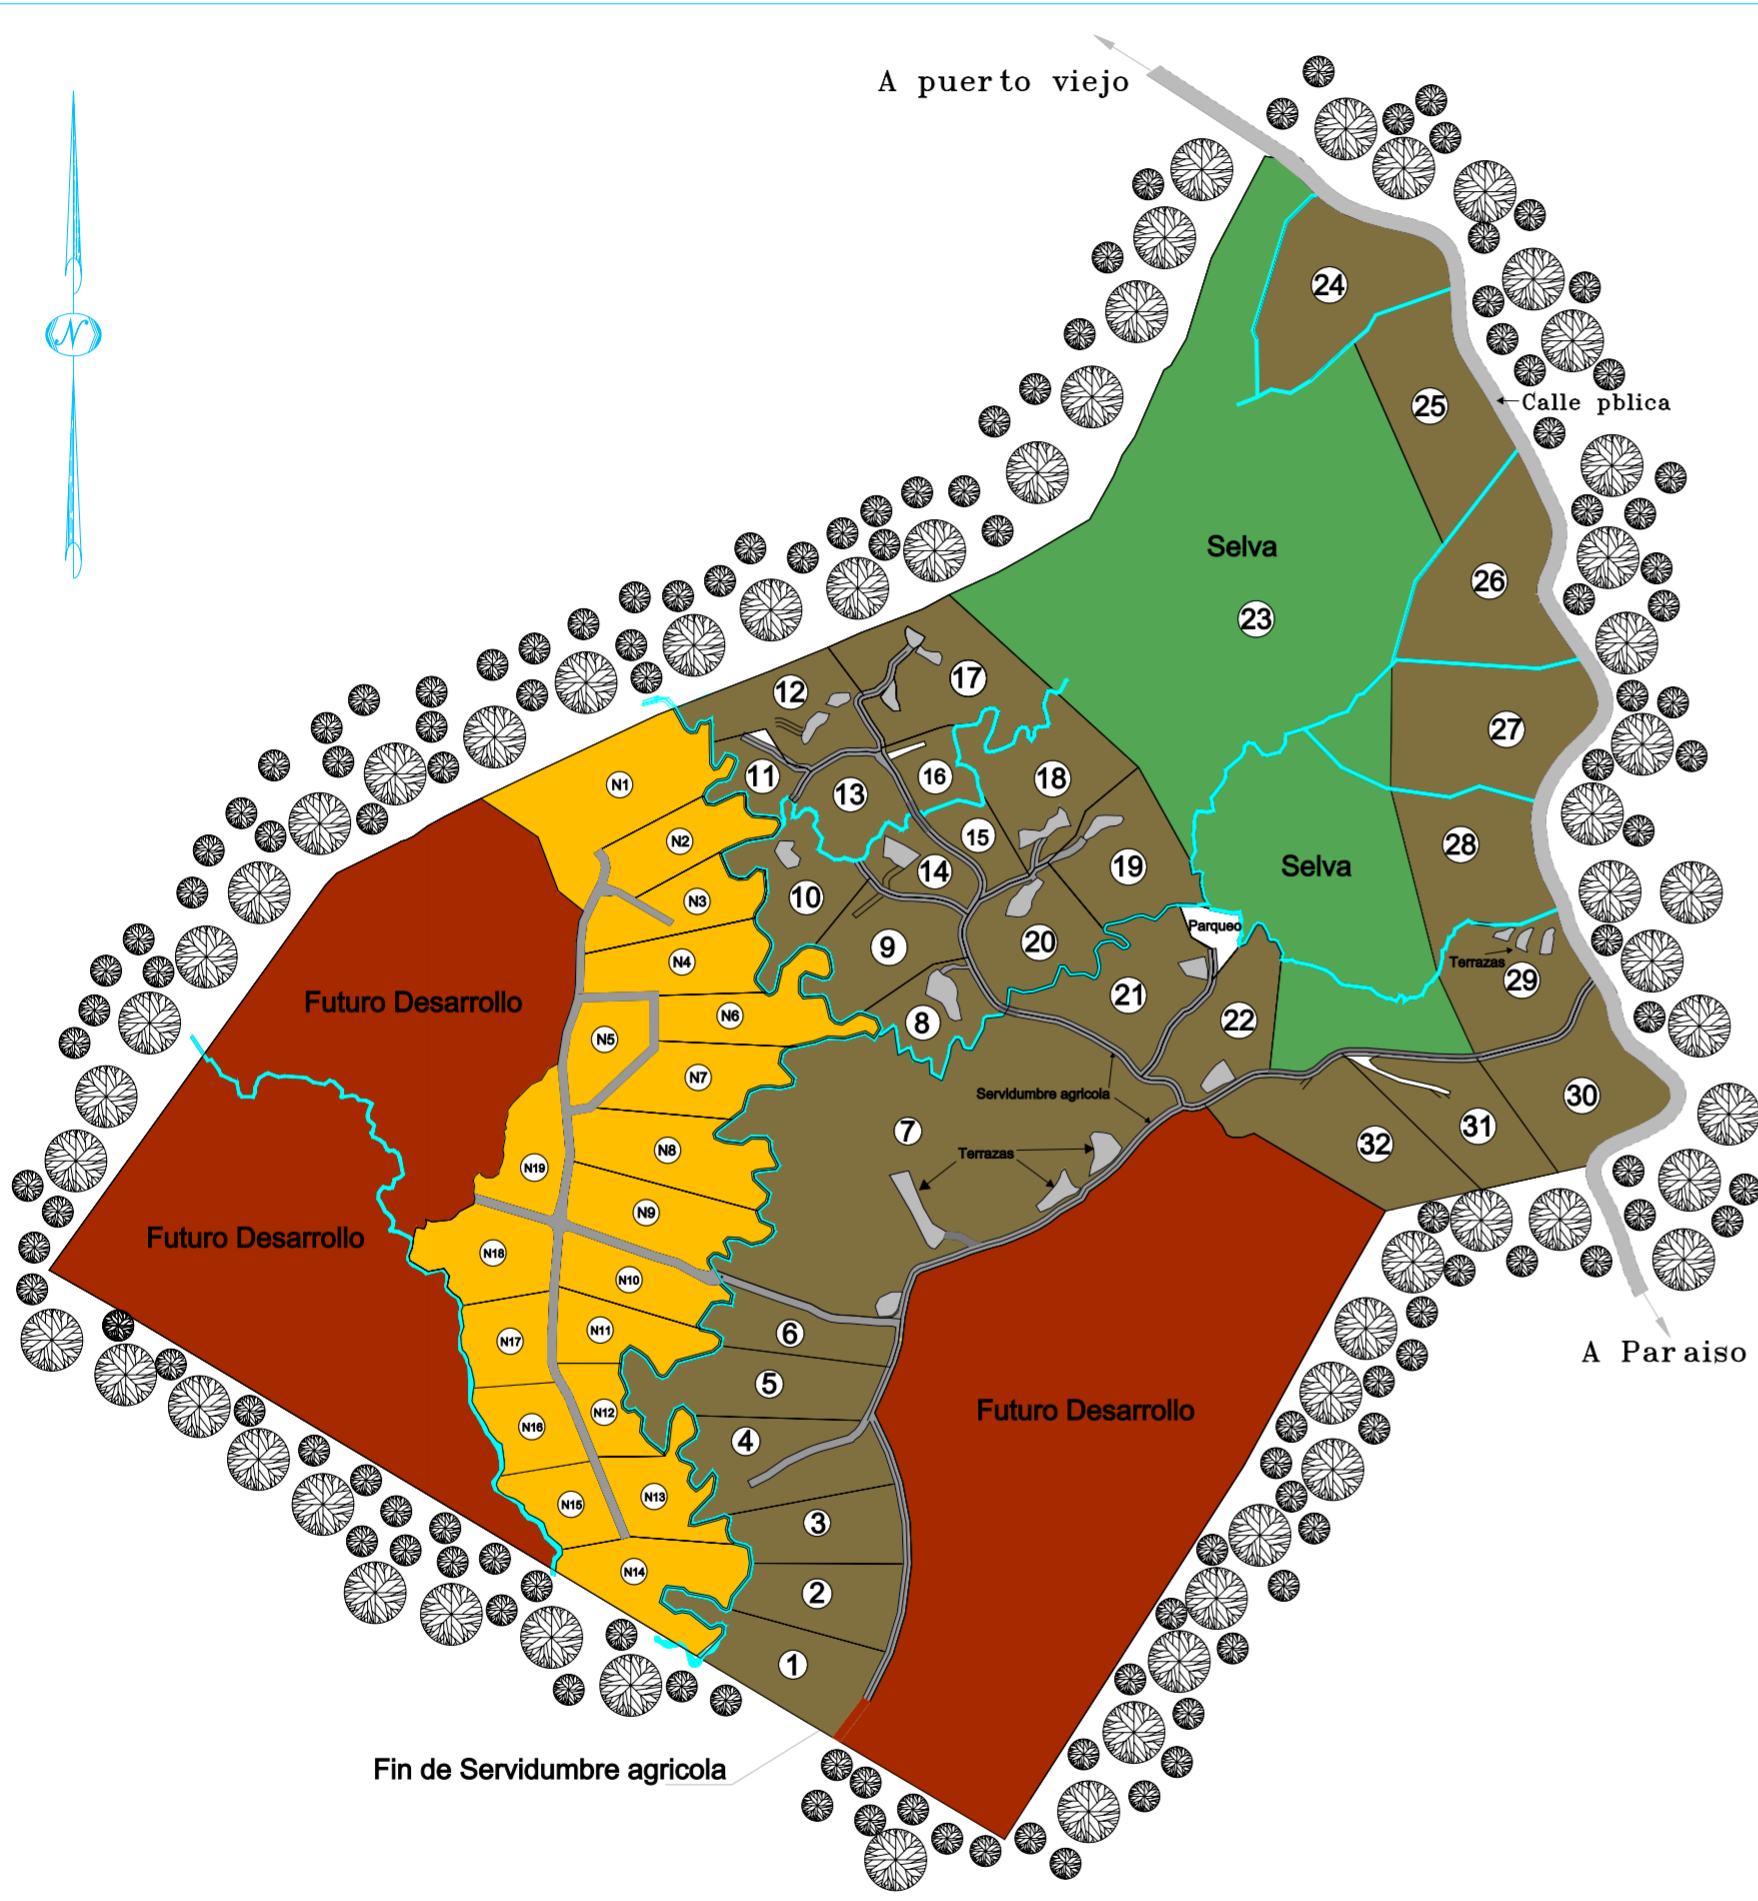 A puerto viejo
N
24
25
Calle pblica
Selva
26
23
17
12
27
11
16
18
N1
13
15
N2
28
14
19
Selva
10
N3
Parqueo
9
20
N4
Terrazas
29
21
Futuro Desarrollo
N6
8
22
N5
N7
Servidumbre agricola
30
7
31
32
N8
Terrazas
N19
N9
Futuro Desarrollo
N18
N10
N11
6
N17
A Paraiso
5
N12
Futuro Desarrollo
N16
4
N13
N15
3
N14
2
1
Fin de Servidumbre agricola